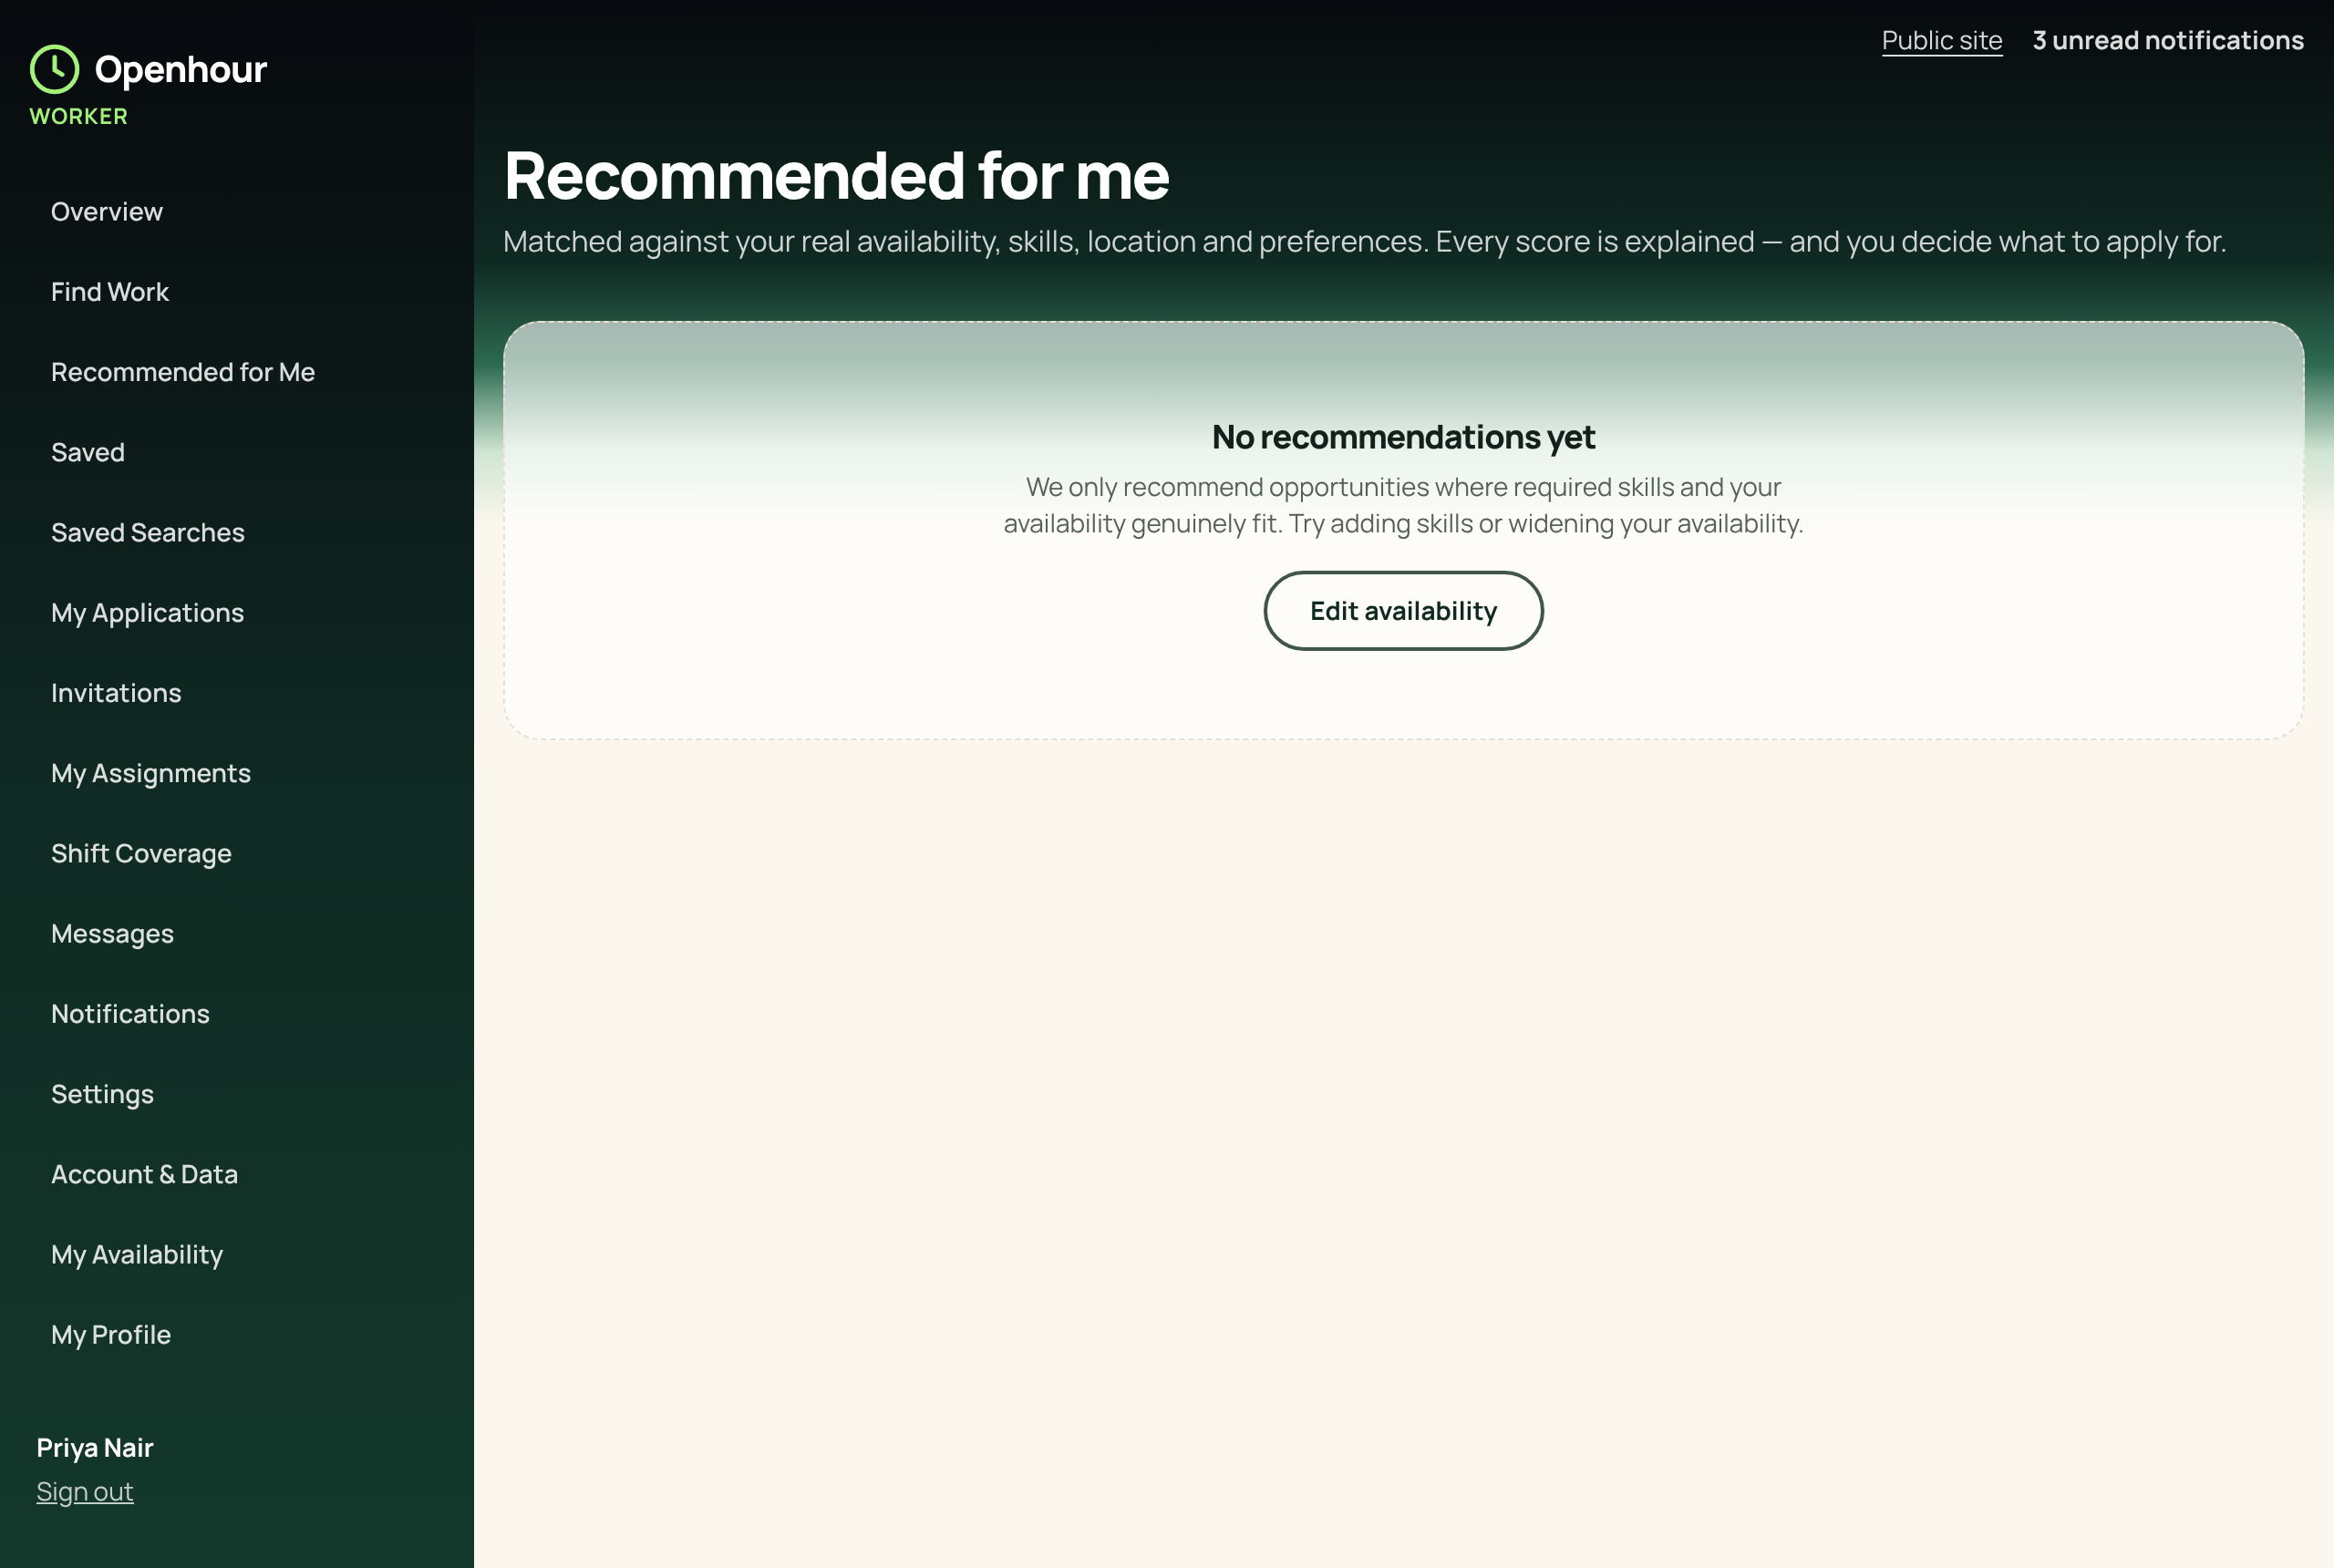 Openhour
WORKER
Overview
Find Work
Recommended for Me
Saved
Saved Searches
My Applications
Invitations
My Assignments
Shift Coverage
Messages
Notifications
Settings
Account & Data
My Availability
My Profile
Priya Nair
Sign out
Public site
3 unread notifications
Recommended for me
Matched against your real availability, skills, location and preferences. Every score is explained — and you decide what to apply for.
No recommendations yet
We only recommend opportunities where required skills and your
availability genuinely fit. Try adding skills or widening your availability.
Edit availability